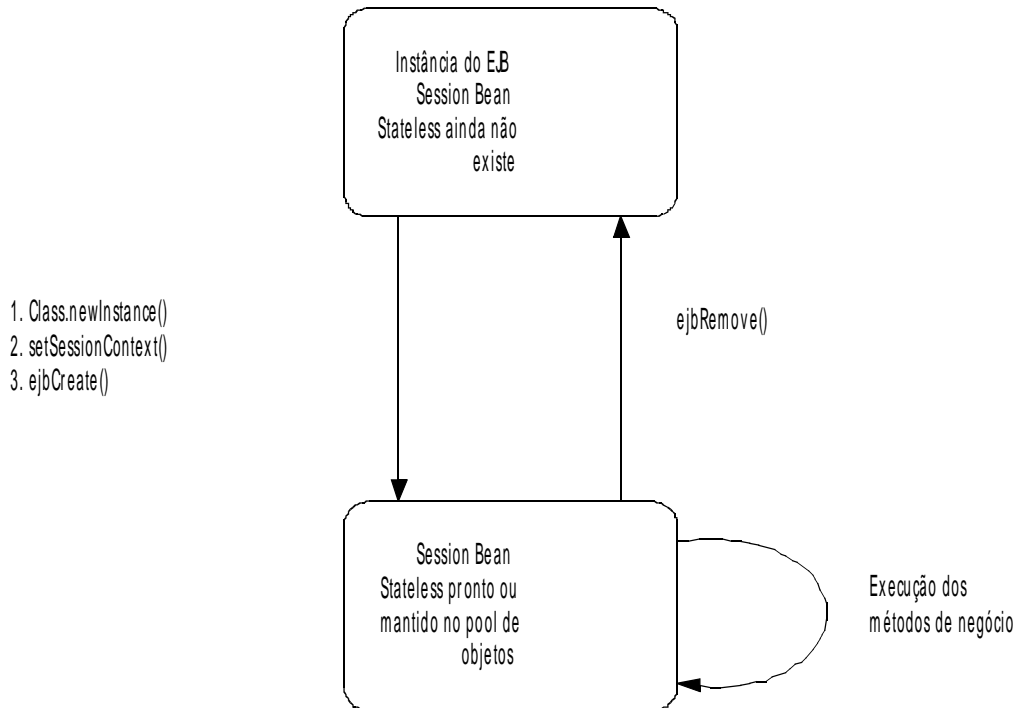 Instância do EJB
Session Bean
Stateless ainda não
existe
1. Class.newInstance()
2. setSessionContext()
3. ejbCreate()
ejbRemove()
Session Bean
Stateless pronto ou
mantido no pool de
objetos
Execução dos
métodos de negócio